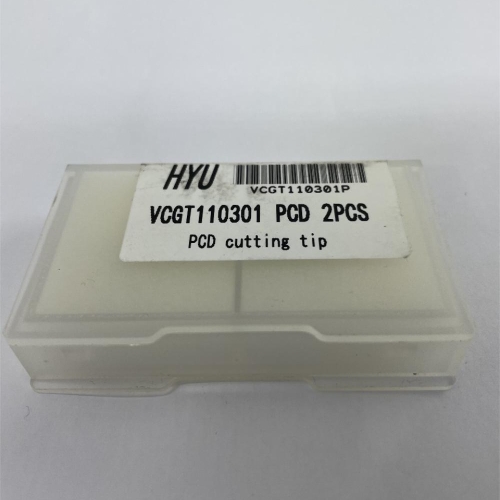 HYU
VCGT110301P
VCGT110301 PCD 2PCS
PCD cutting tip